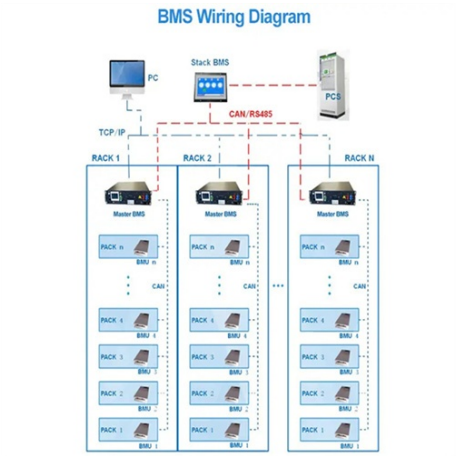 BMS Wiring Diagram
PC
Stack BMS
PCS
CAN/RS485
TCP/IP
RACK 1
RACK 2
RACK N
Master BMS
Master BMS
Master BMS
PACK n
BMU n
PACK n
BMU n
PACK n
BMU n
CAN
CAN
...
CAN
PACK 4
BMU 4
PACK 4
BMU 4
PACK 4
BMU 4
PACK 3
BMU 3
PACK 3
BMU 3
PACK 3
BMU 3
PACK 2
BMU 2
PACK 2
BMU 2
PACK 2
BMU 2
PACK 1
BMU 1
PACK 1
BMU 1
PACK 1
BMU 1